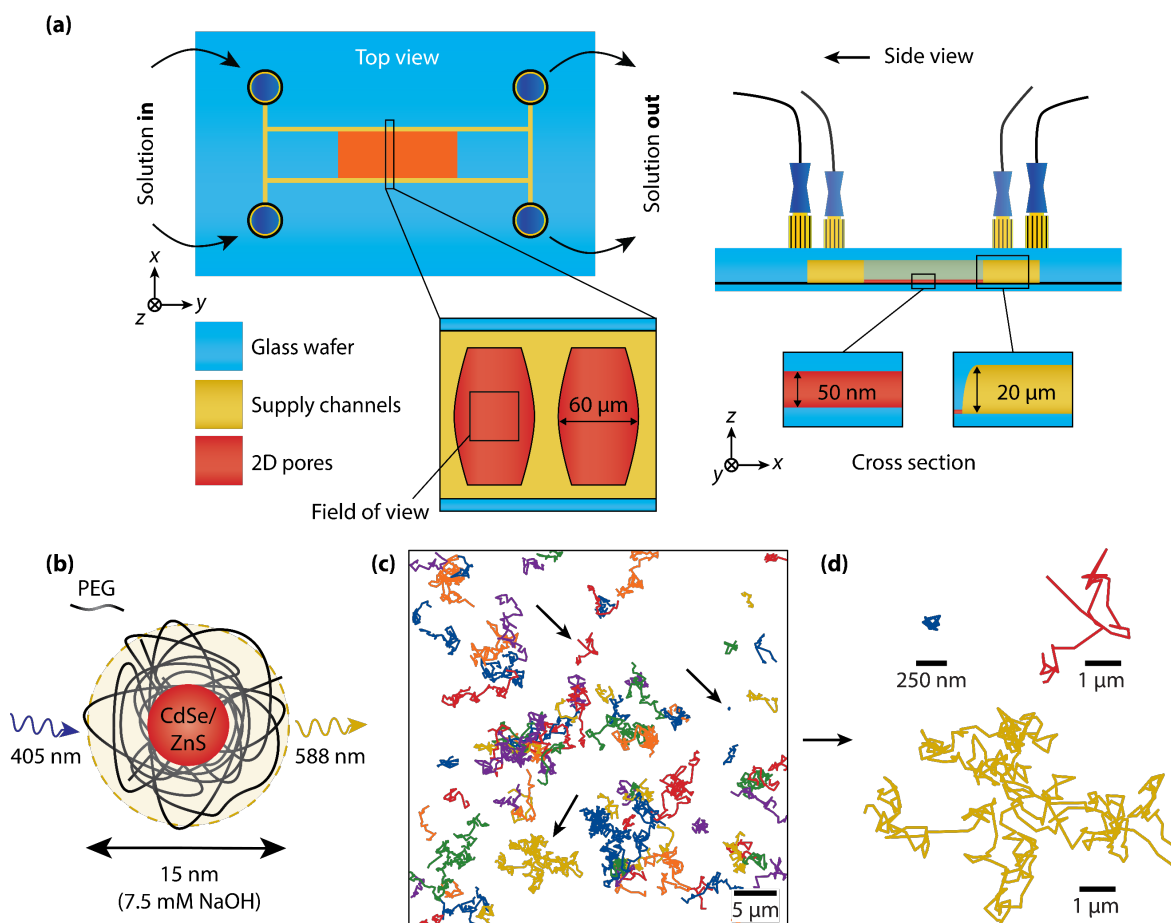 (a)
Top view
Side view
Solution in
Solution out
x
y
z
Glass wafer
Supply channels
2D pores
60 μm
Field of view
50 nm
20 μm
z
y
x
Cross section
(b)
PEG
CdSe/
ZnS
405 nm
588 nm
15 nm
(7.5 mM NaOH)
(c)
5 μm
(d)
250 nm
1 μm
1 μm